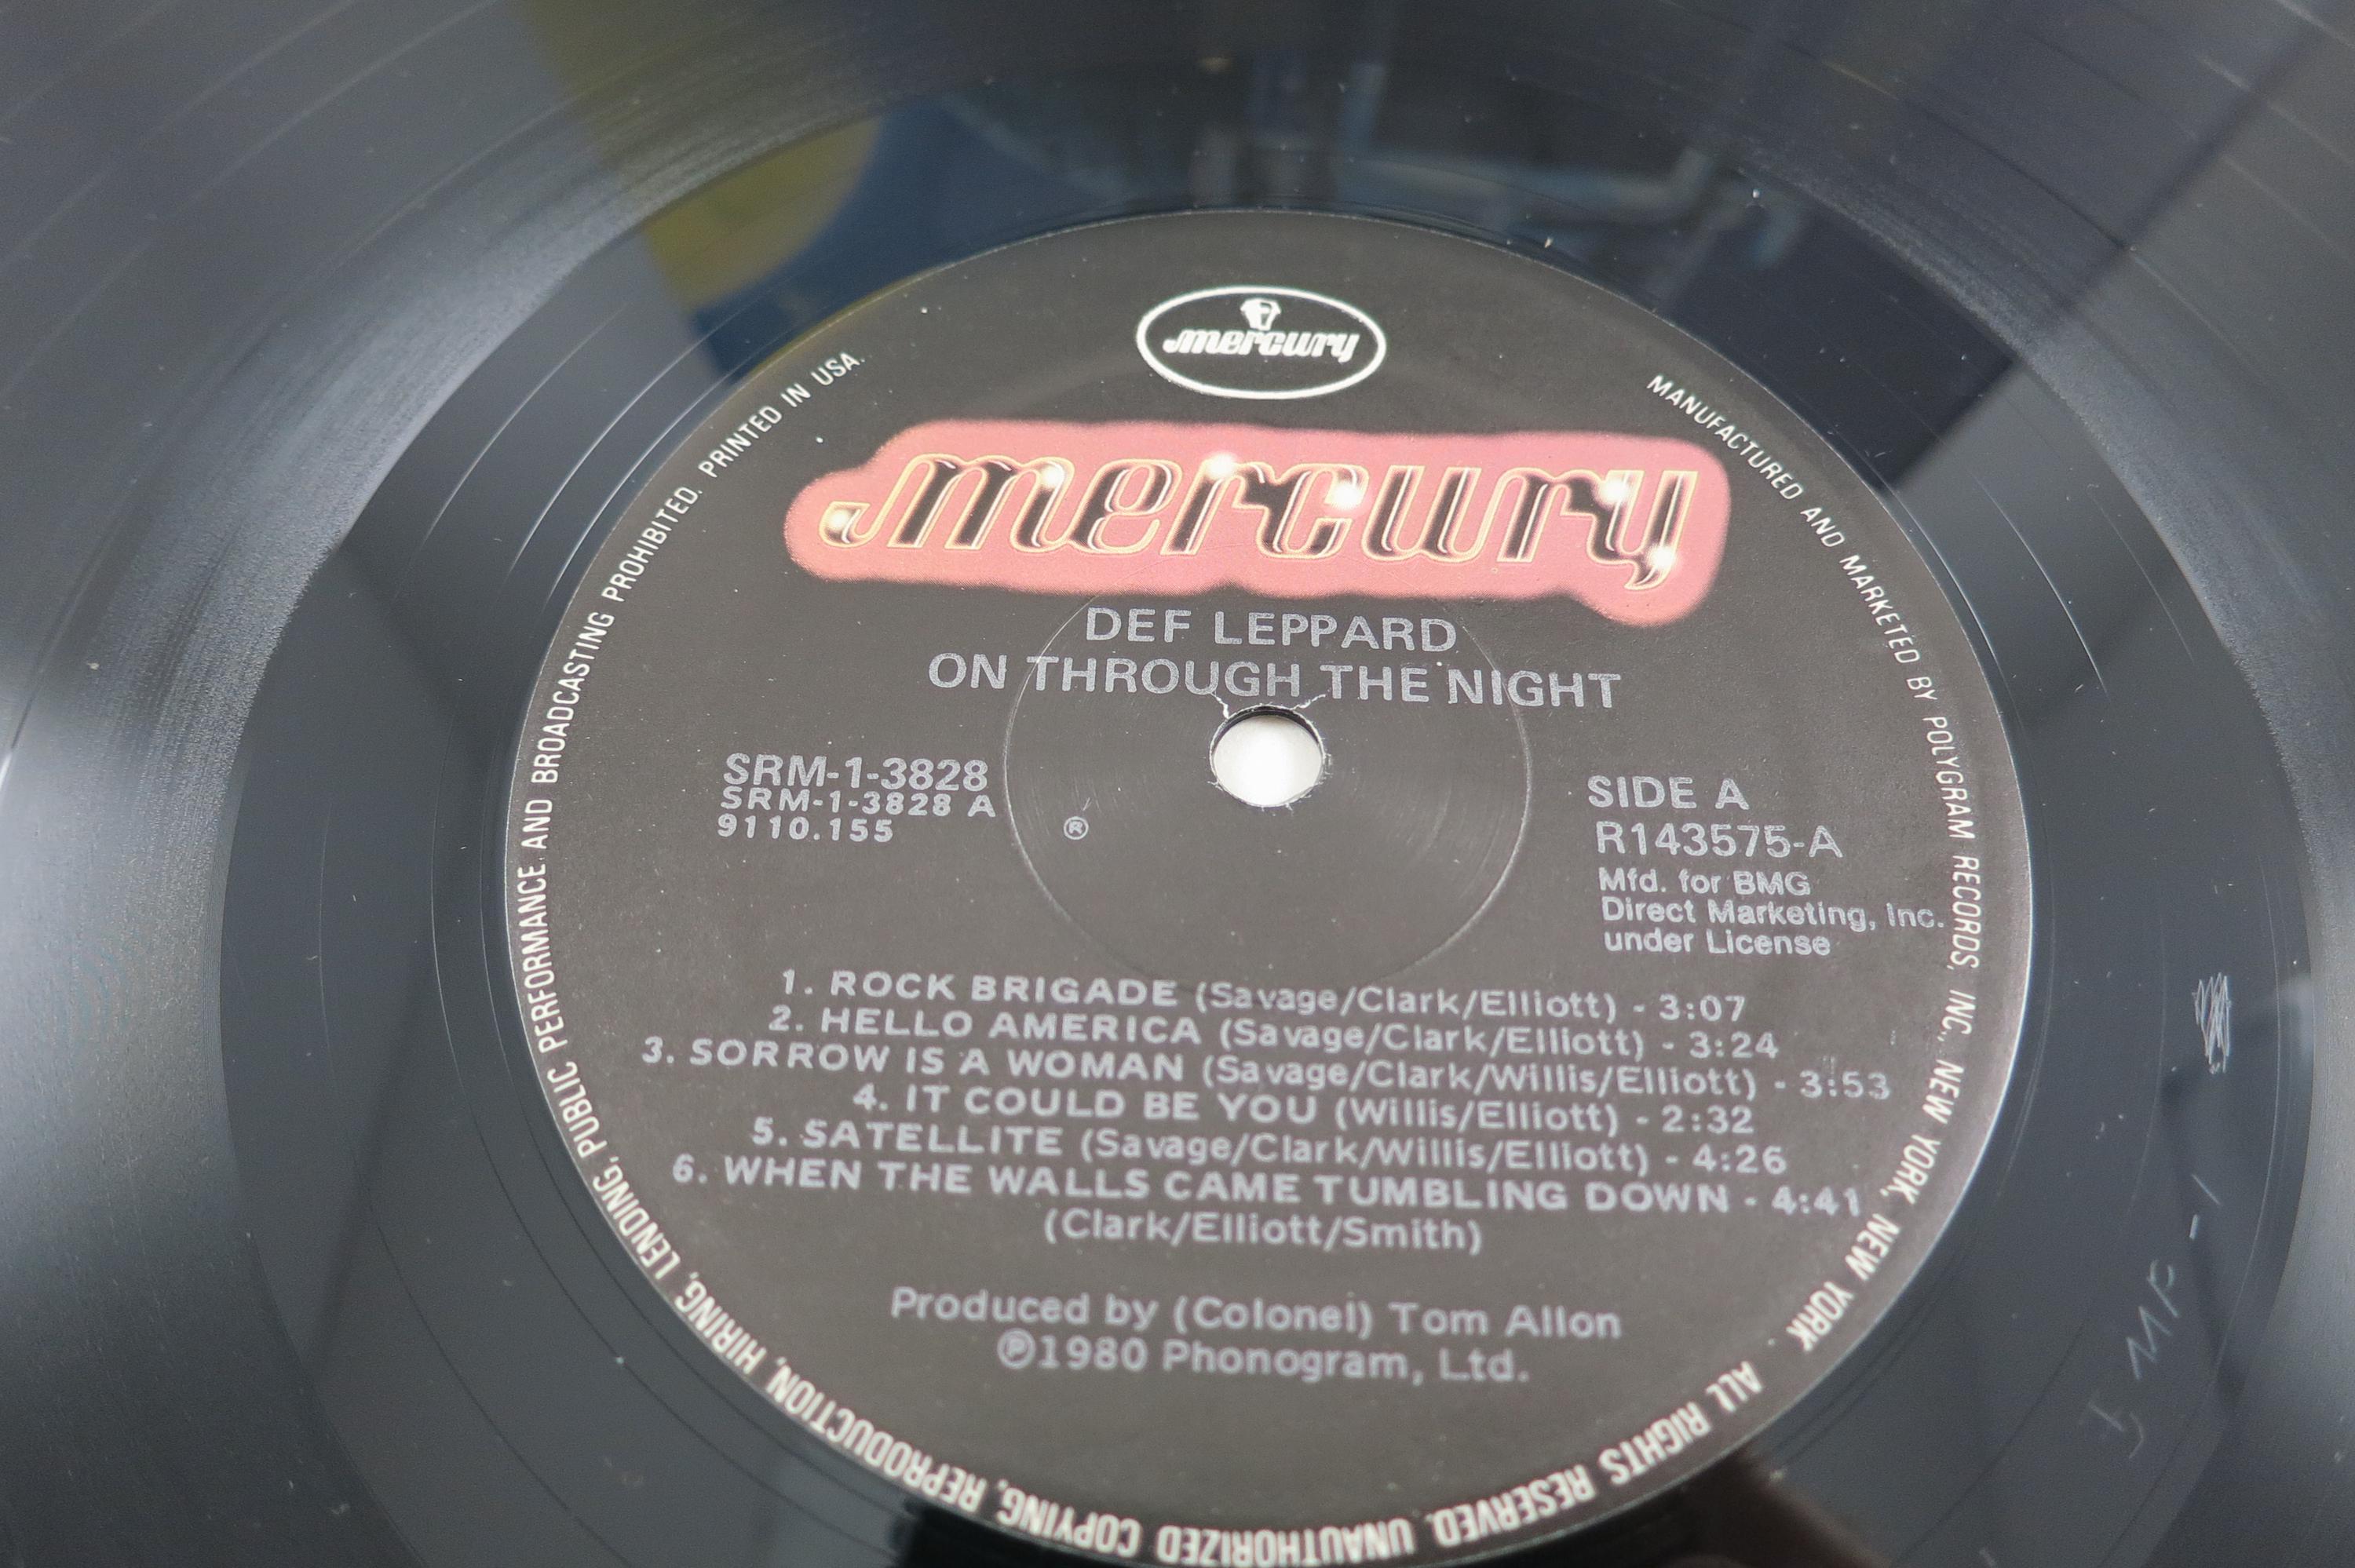 mercury
mercury
DEF LEPPARD
ON THROUGH THE NIGHT
SRM-1-3828
SRM-1-3828 A
9110.155
®
SIDE A
R143575-A
Mfd. for BMG
Direct Marketing, Inc.
under License
1. ROCK BRIGADE (Savage/Clark/Elliott) - 3:07
2. HELLO AMERICA (Savage/Clark/Elliott) - 3:24
3. SORROW IS A WOMAN (Savage/Clark/Willis/Elliott) - 3:53
4. IT COULD BE YOU (Willis/Elliott) - 2:32
5. SATELLITE (Savage/Clark/Willis/Elliott) - 4:26
6. WHEN THE WALLS CAME TUMBLING DOWN - 4:41
(Clark/Elliott/Smith)
Produced by (Colonel) Tom Allon
℗1980 Phonogram, Ltd.
MANUFACTURED AND MARKETED BY POLYGRAM RECORDS, INC., NEW YORK, NEW YORK. ALL RIGHTS RESERVED. UNAUTHORIZED COPYING, REPRODUCTION, HIRING, LENDING, PUBLIC PERFORMANCE AND BROADCASTING PROHIBITED. PRINTED IN USA.